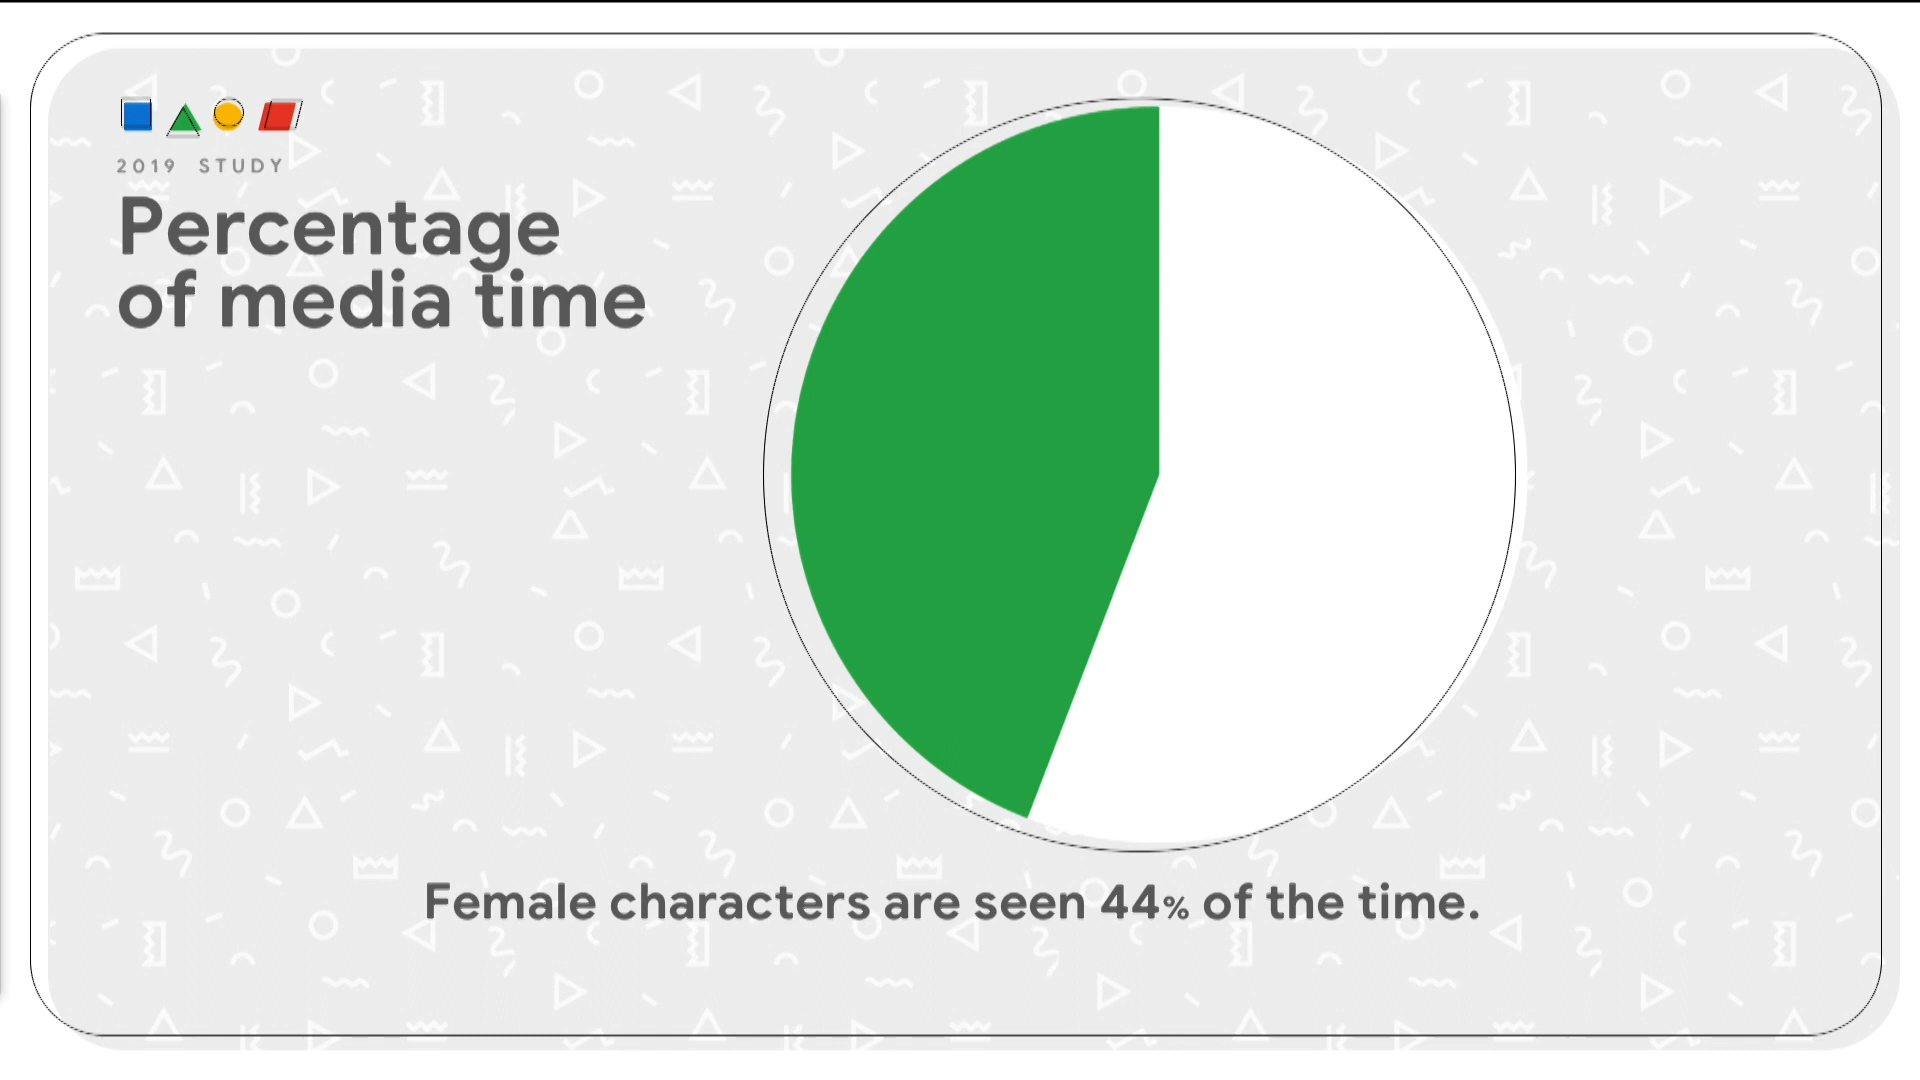 2019 STUDY
Percentage
of media time
Female characters are seen 44% of the time.